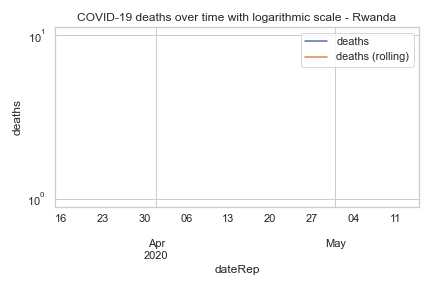 COVID-19 deaths over time with logarithmic scale - Rwanda
deaths
deaths (rolling)
deaths
10¹
10⁰
16 23 30 06 13 20 27 04 11
Apr May
2020
dateRep